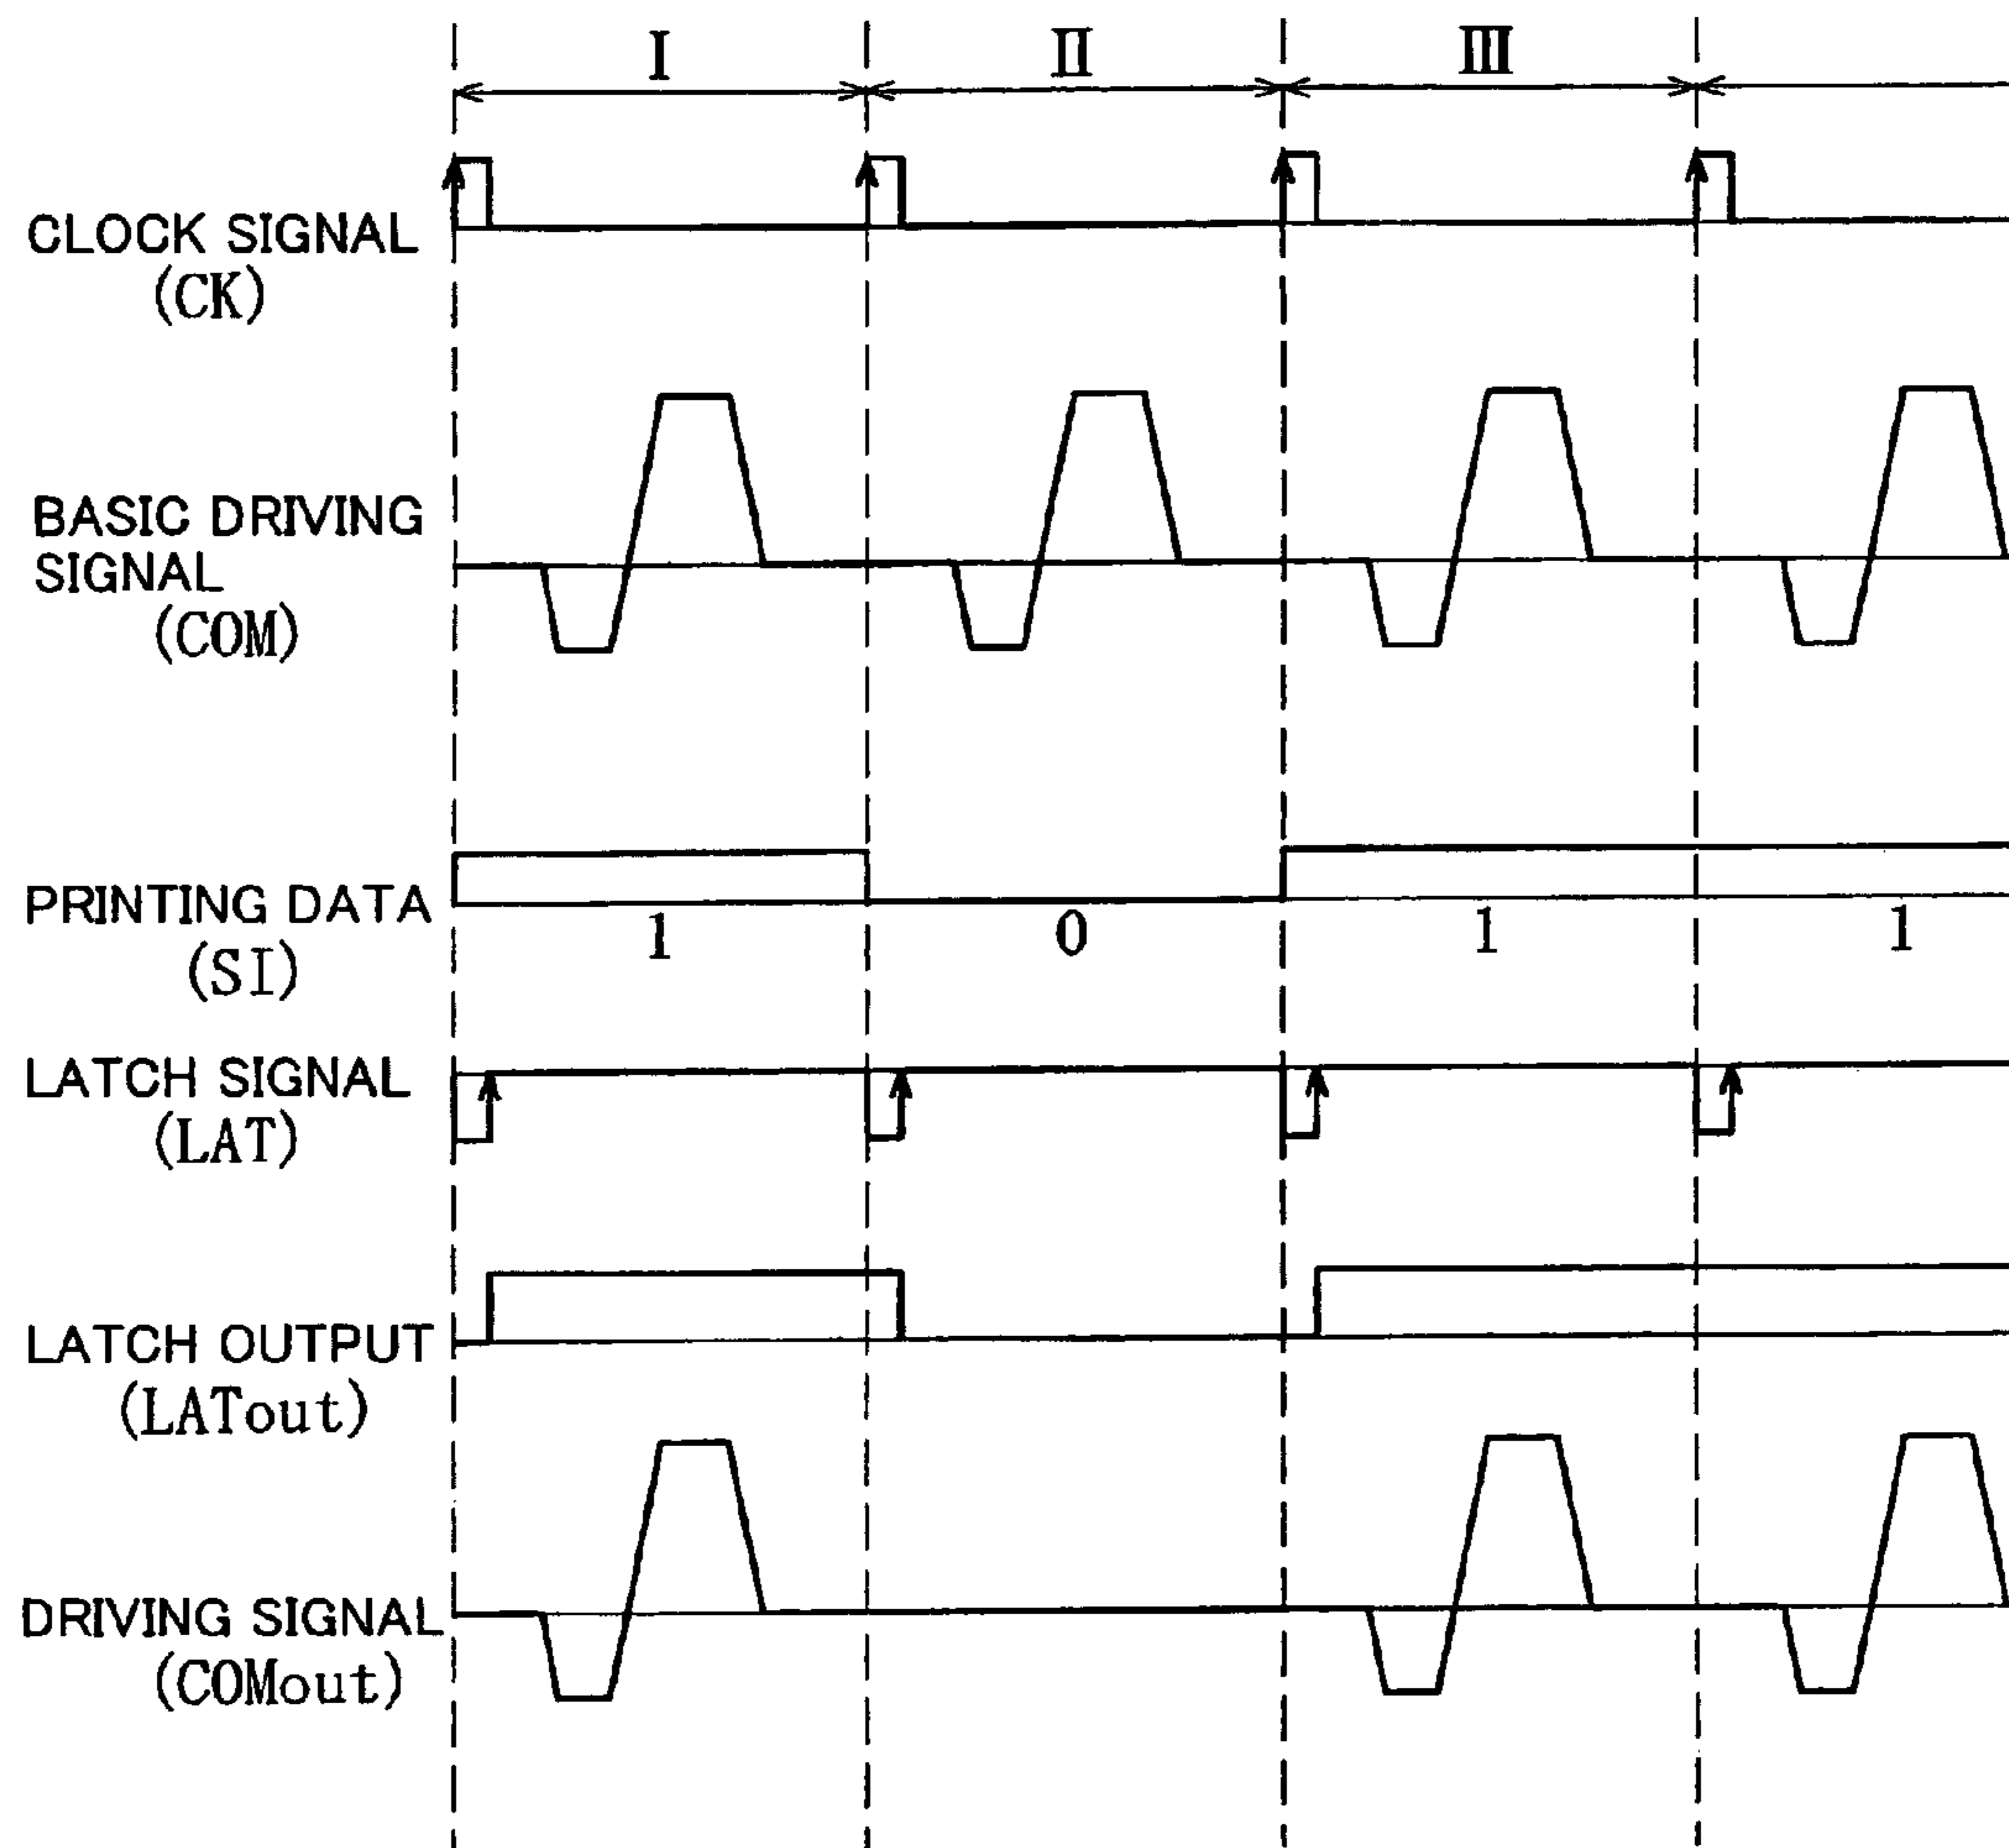 I II III
CLOCK SIGNAL
(CK)
BASIC DRIVING
SIGNAL
(COM)
PRINTING DATA
(SI)
1 0 1 1
LATCH SIGNAL
(LAT)
LATCH OUTPUT
(LATout)
DRIVING SIGNAL
(COMout)